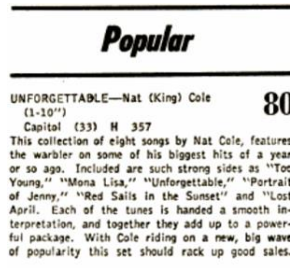 Popular
UNFORGETTABLE—Nat (King) Cole 80
(1-10")
Capitol (33) H 357
This collection of eight songs by Nat Cole, features
the warbler on some of his biggest hits of a year
or so ago. Included are such strong sides as "Too
Young," "Mona Lisa," "Unforgettable," "Portrait
of Jenny," "Red Sails in the Sunset" and "Lost
April. Each of the tunes is handed a smooth in-
terpretation, and together they add up to a power-
ful package. With Cole riding on a new, big wave
of popularity this set should rack up good sales.